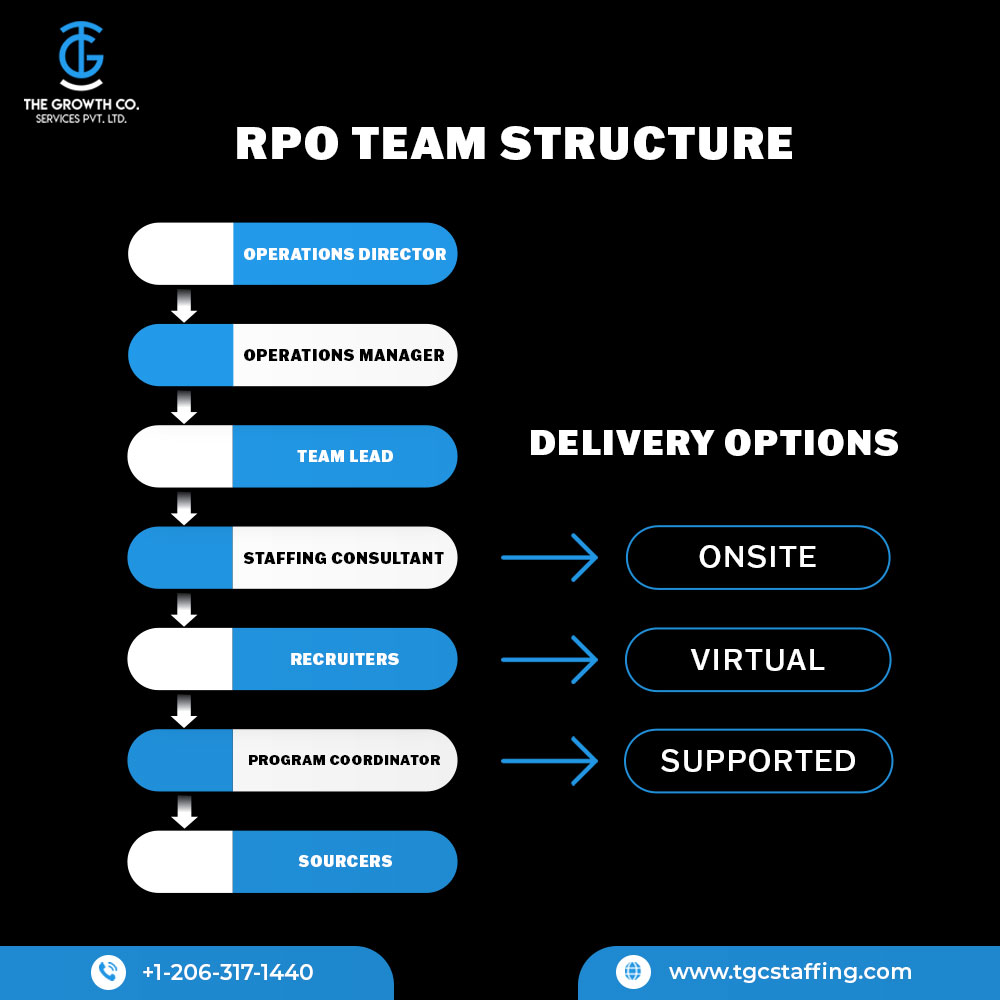 THE GROWTH CO.
SERVICES PVT. LTD.
RPO TEAM STRUCTURE
OPERATIONS DIRECTOR
OPERATIONS MANAGER
TEAM LEAD
DELIVERY OPTIONS
STAFFING CONSULTANT
ONSITE
RECRUITERS
VIRTUAL
PROGRAM COORDINATOR
SUPPORTED
SOURCERS
+1-206-317-1440
www.tgcstaffing.com